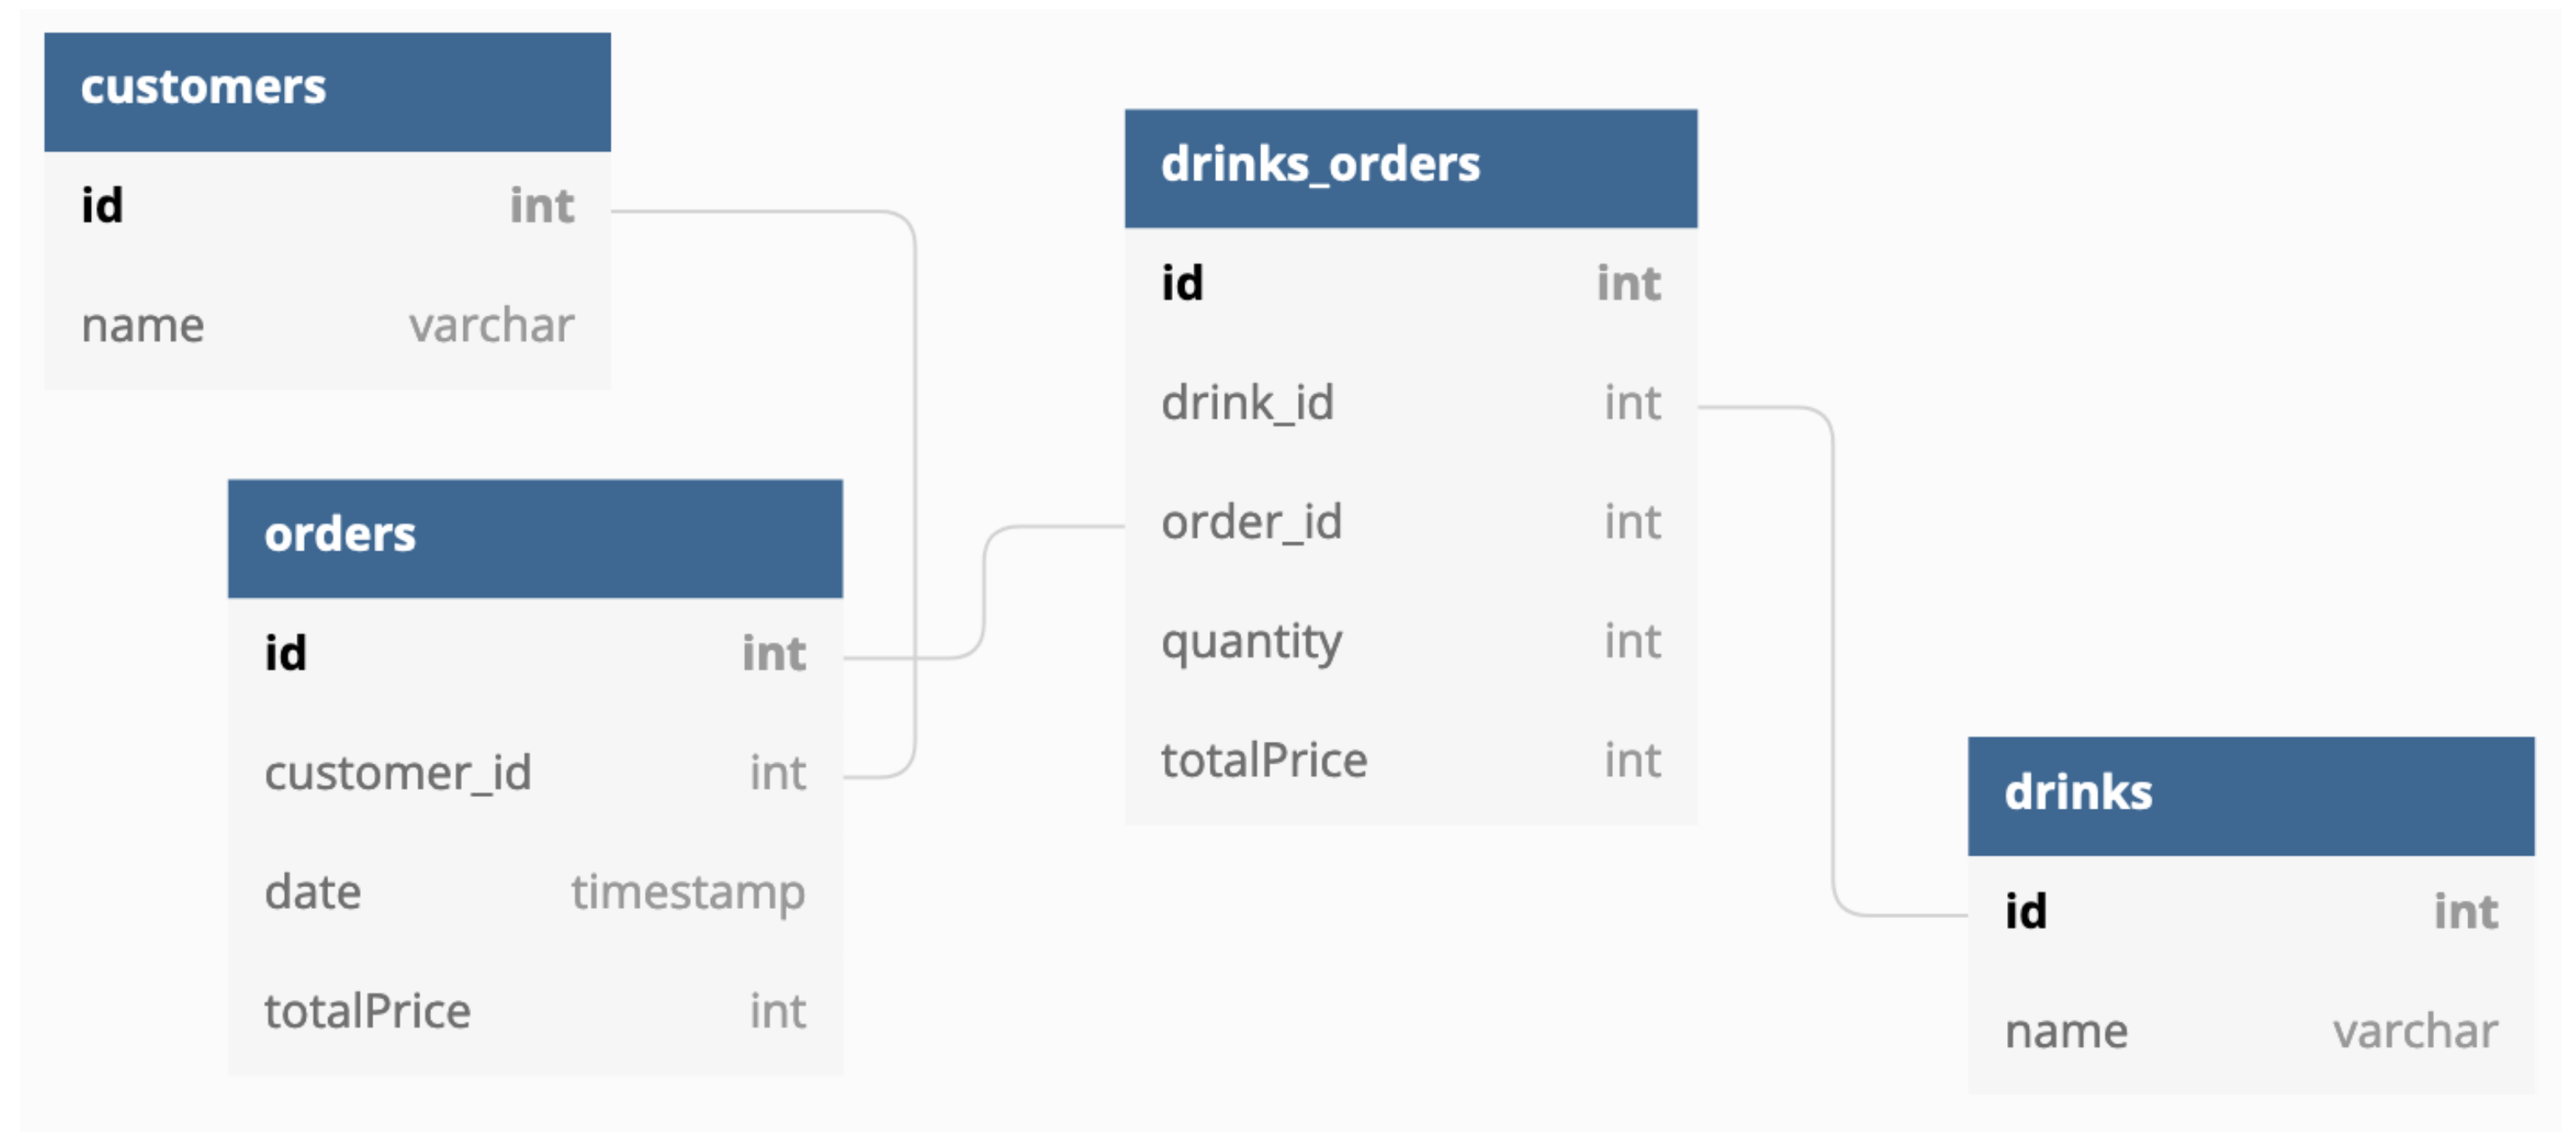 customers
id int
name varchar
orders
id int
customer_id int
date timestamp
totalPrice int
drinks_orders
id int
drink_id int
order_id int
quantity int
totalPrice int
drinks
id int
name varchar